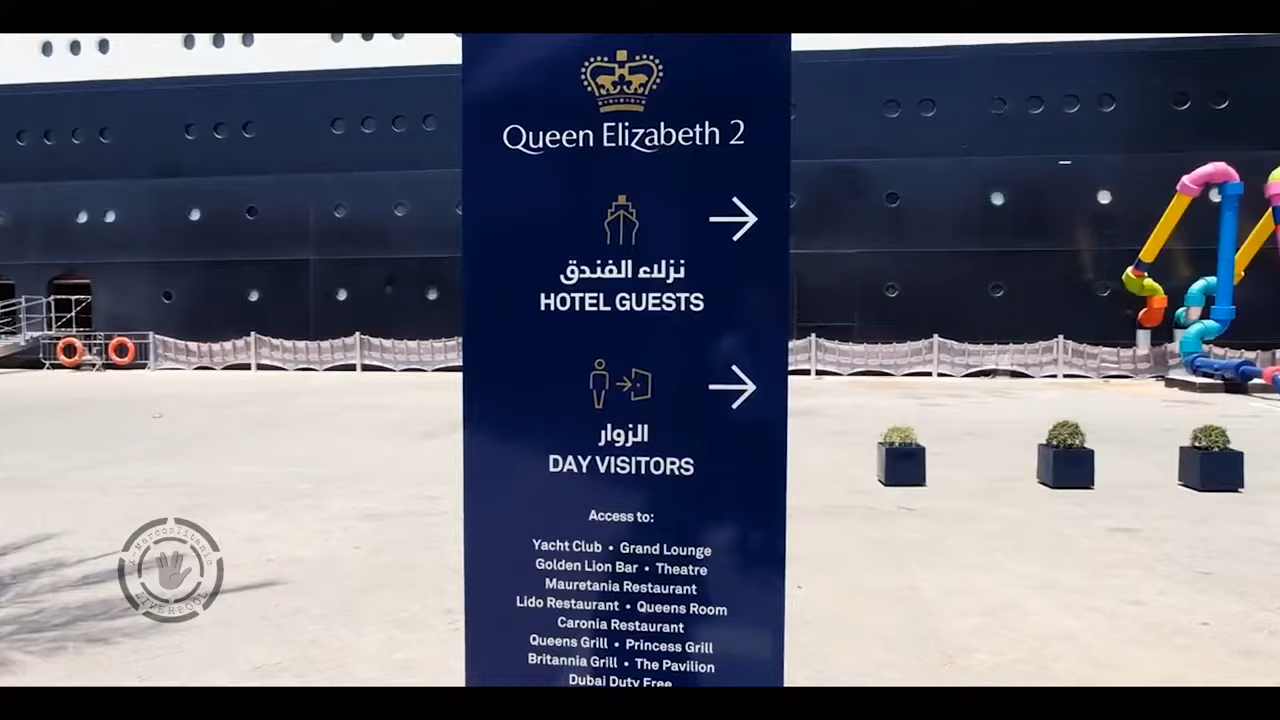 Queen Elizabeth 2
نزلاء الفندق
HOTEL GUESTS
الزوار
DAY VISITORS
Access to:
Yacht Club • Grand Lounge
Golden Lion Bar • Theatre
Mauretania Restaurant
Lido Restaurant • Queens Room
Caronia Restaurant
Queens Grill • Princess Grill
Britannia Grill • The Pavilion
Dubai Duty Free
X-MarconiTitanic
LIVERPOOL